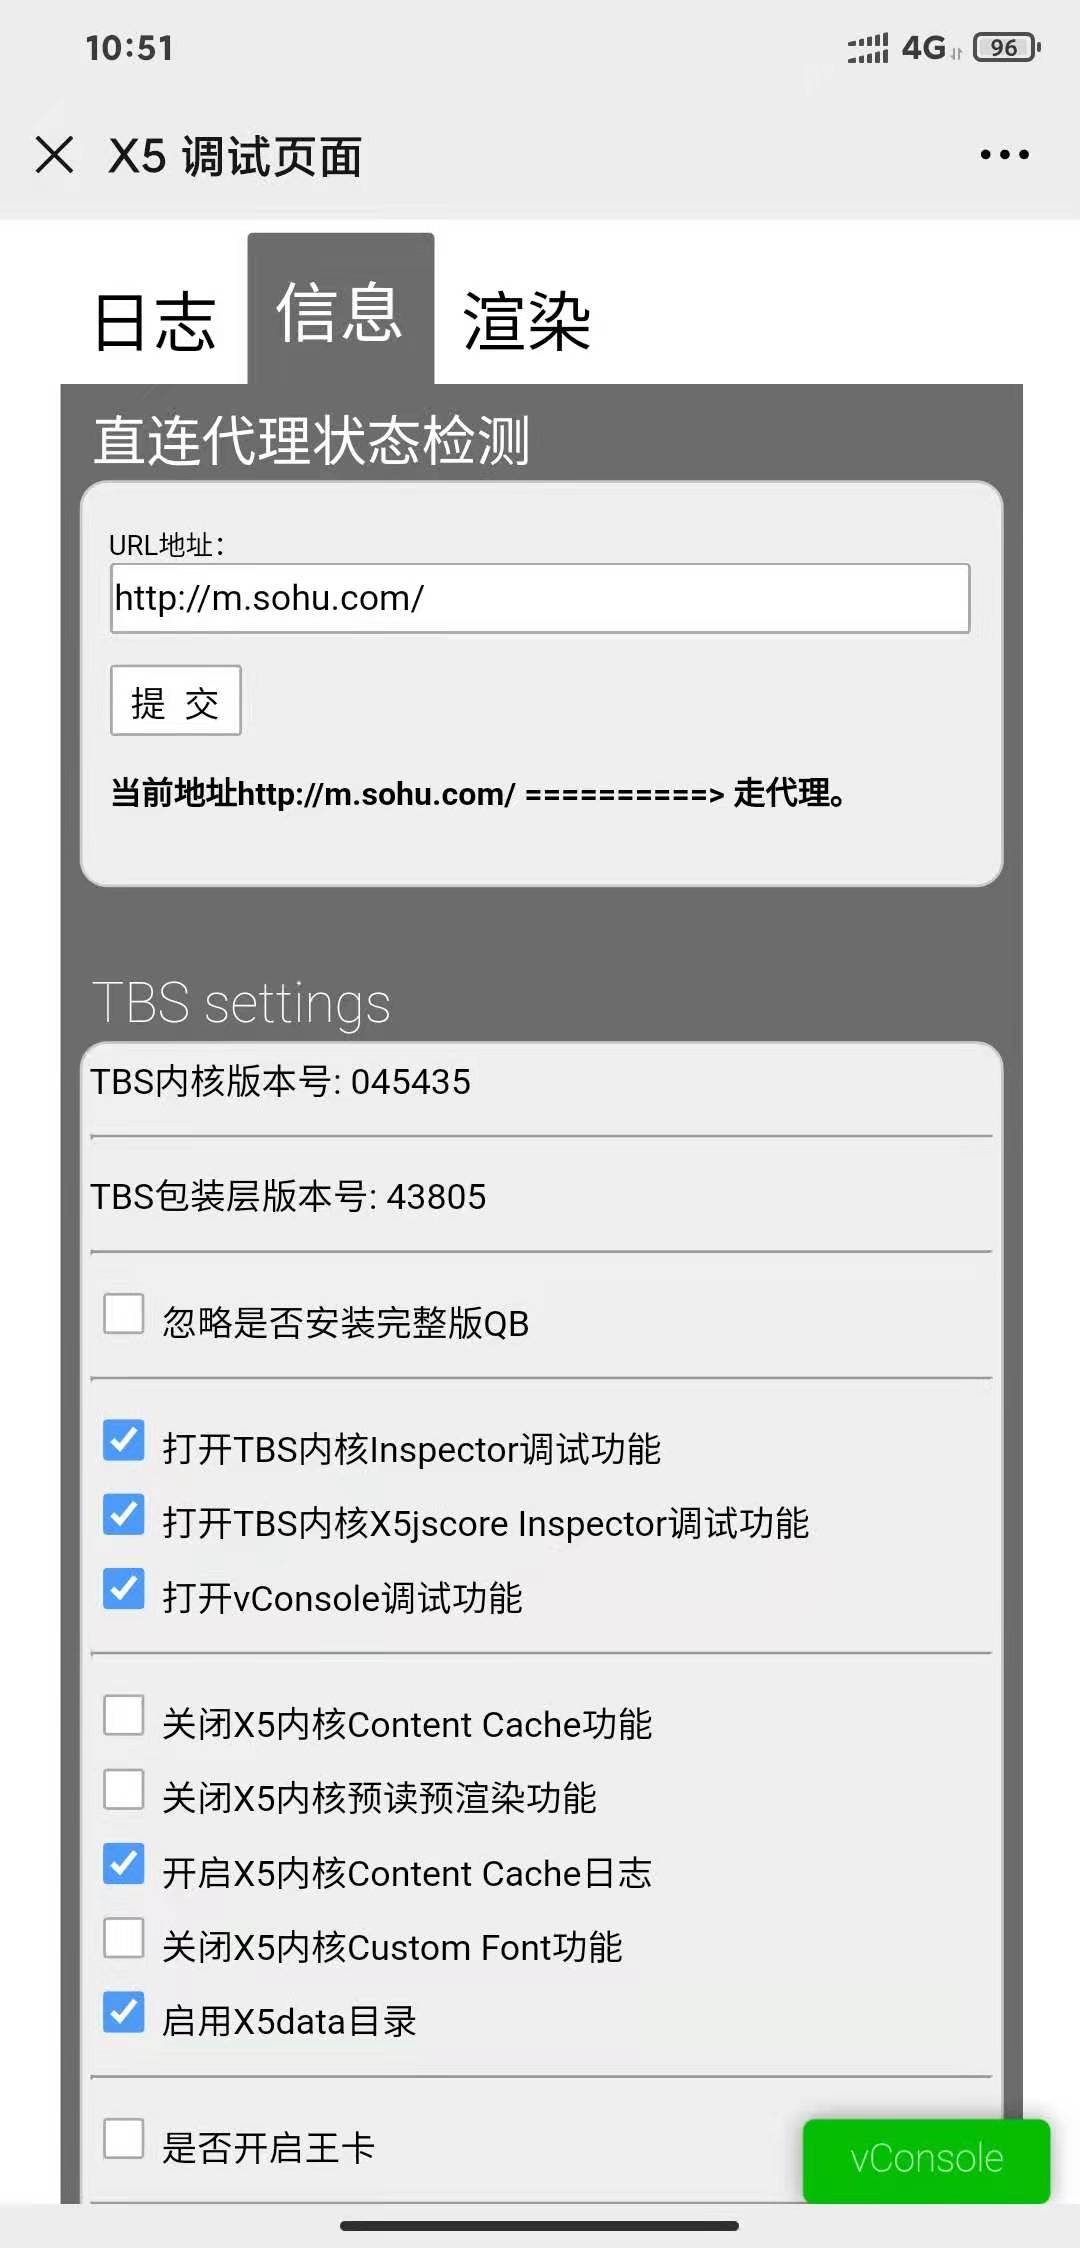 10:51
4G
96
X5 调试页面
日志 信息 渲染
直连代理状态检测
URL地址：
http://m.sohu.com/
提 交
当前地址http://m.sohu.com/ ==========> 走代理。
TBS settings
TBS内核版本号: 045435
TBS包装层版本号: 43805
忽略是否安装完整版QB
打开TBS内核Inspector调试功能
打开TBS内核X5jscore Inspector调试功能
打开vConsole调试功能
关闭X5内核Content Cache功能
关闭X5内核预读预渲染功能
开启X5内核Content Cache日志
关闭X5内核Custom Font功能
启用X5data目录
是否开启王卡
vConsole